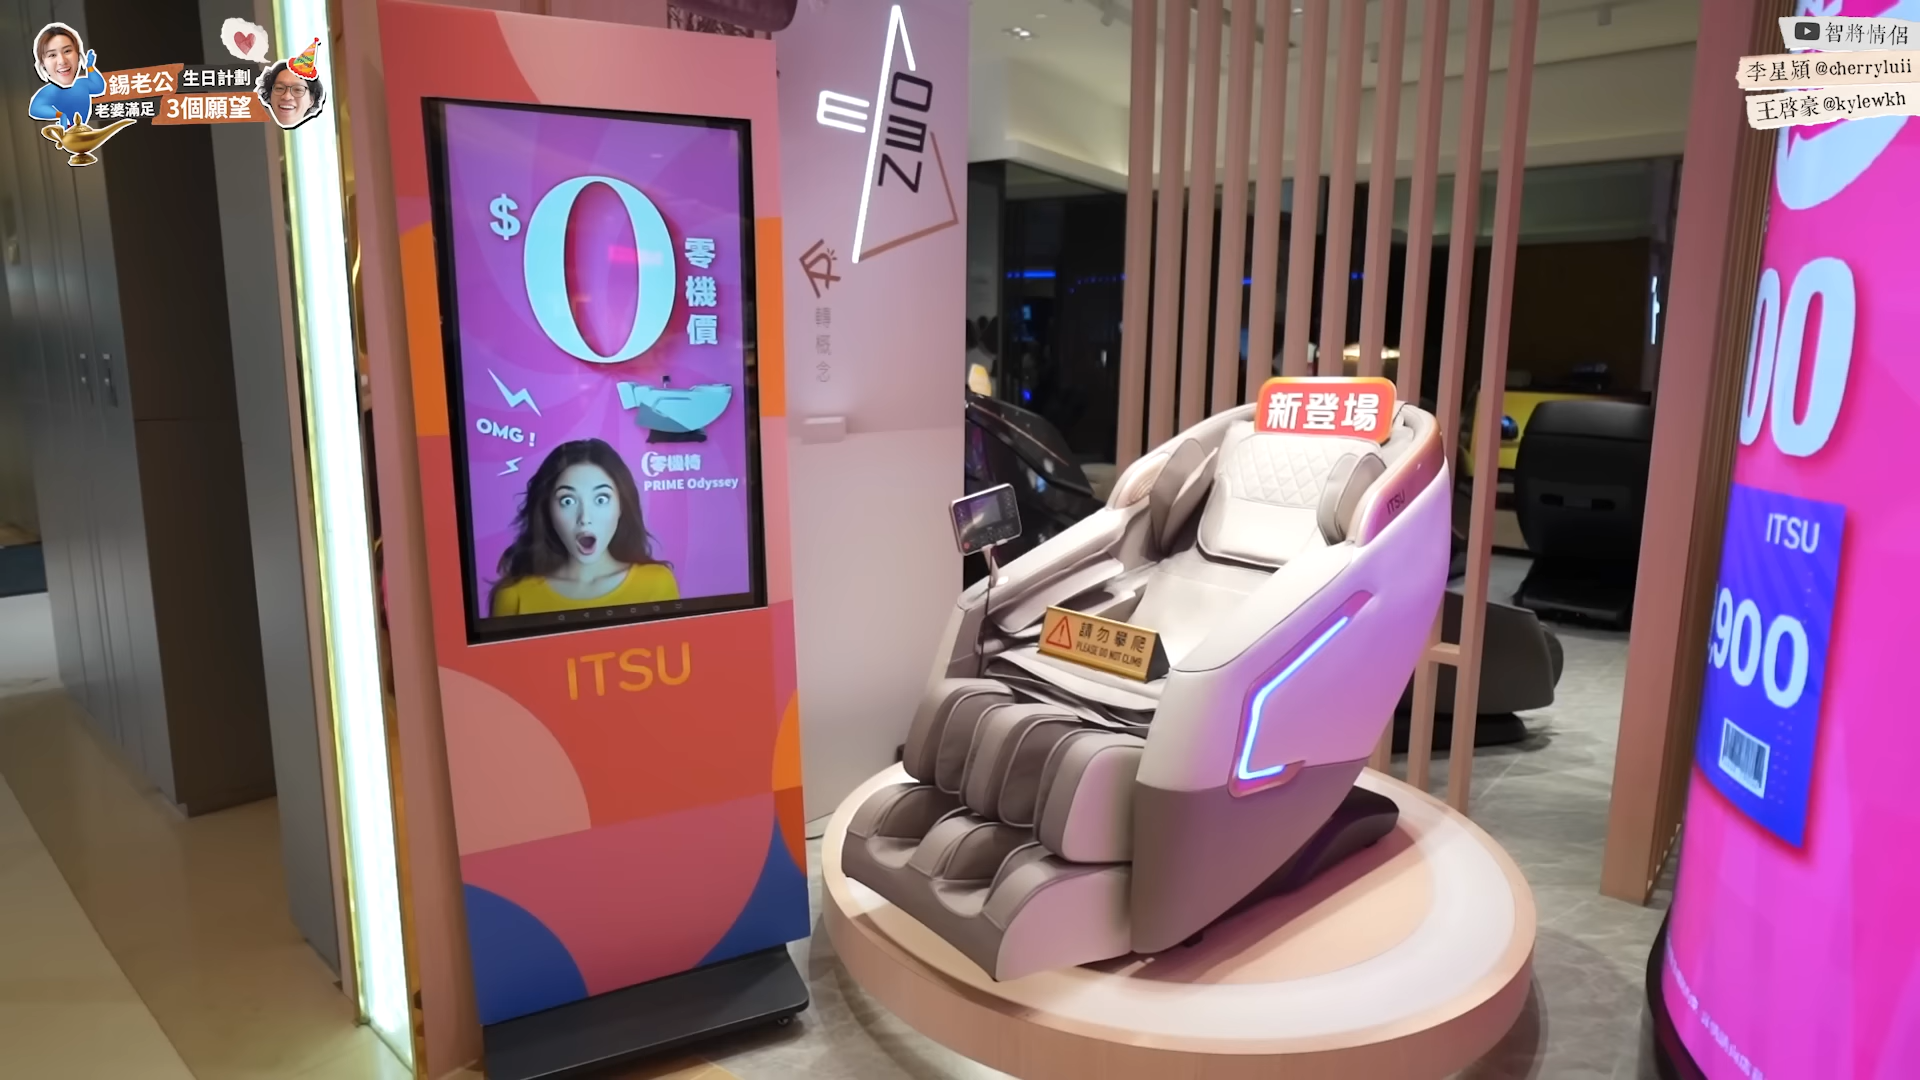 錫老公 生日計劃
老婆滿足 3個願望
智將情侶
李星穎 @cherryluii
王啓豪 @kylewkh
$0
零機價
OMG !
零機椅
PRIME Odyssey
ITSU
轉概念
新登場
ITSU
請勿攀爬
PLEASE DO NOT CLIMB
00
ITSU
,900